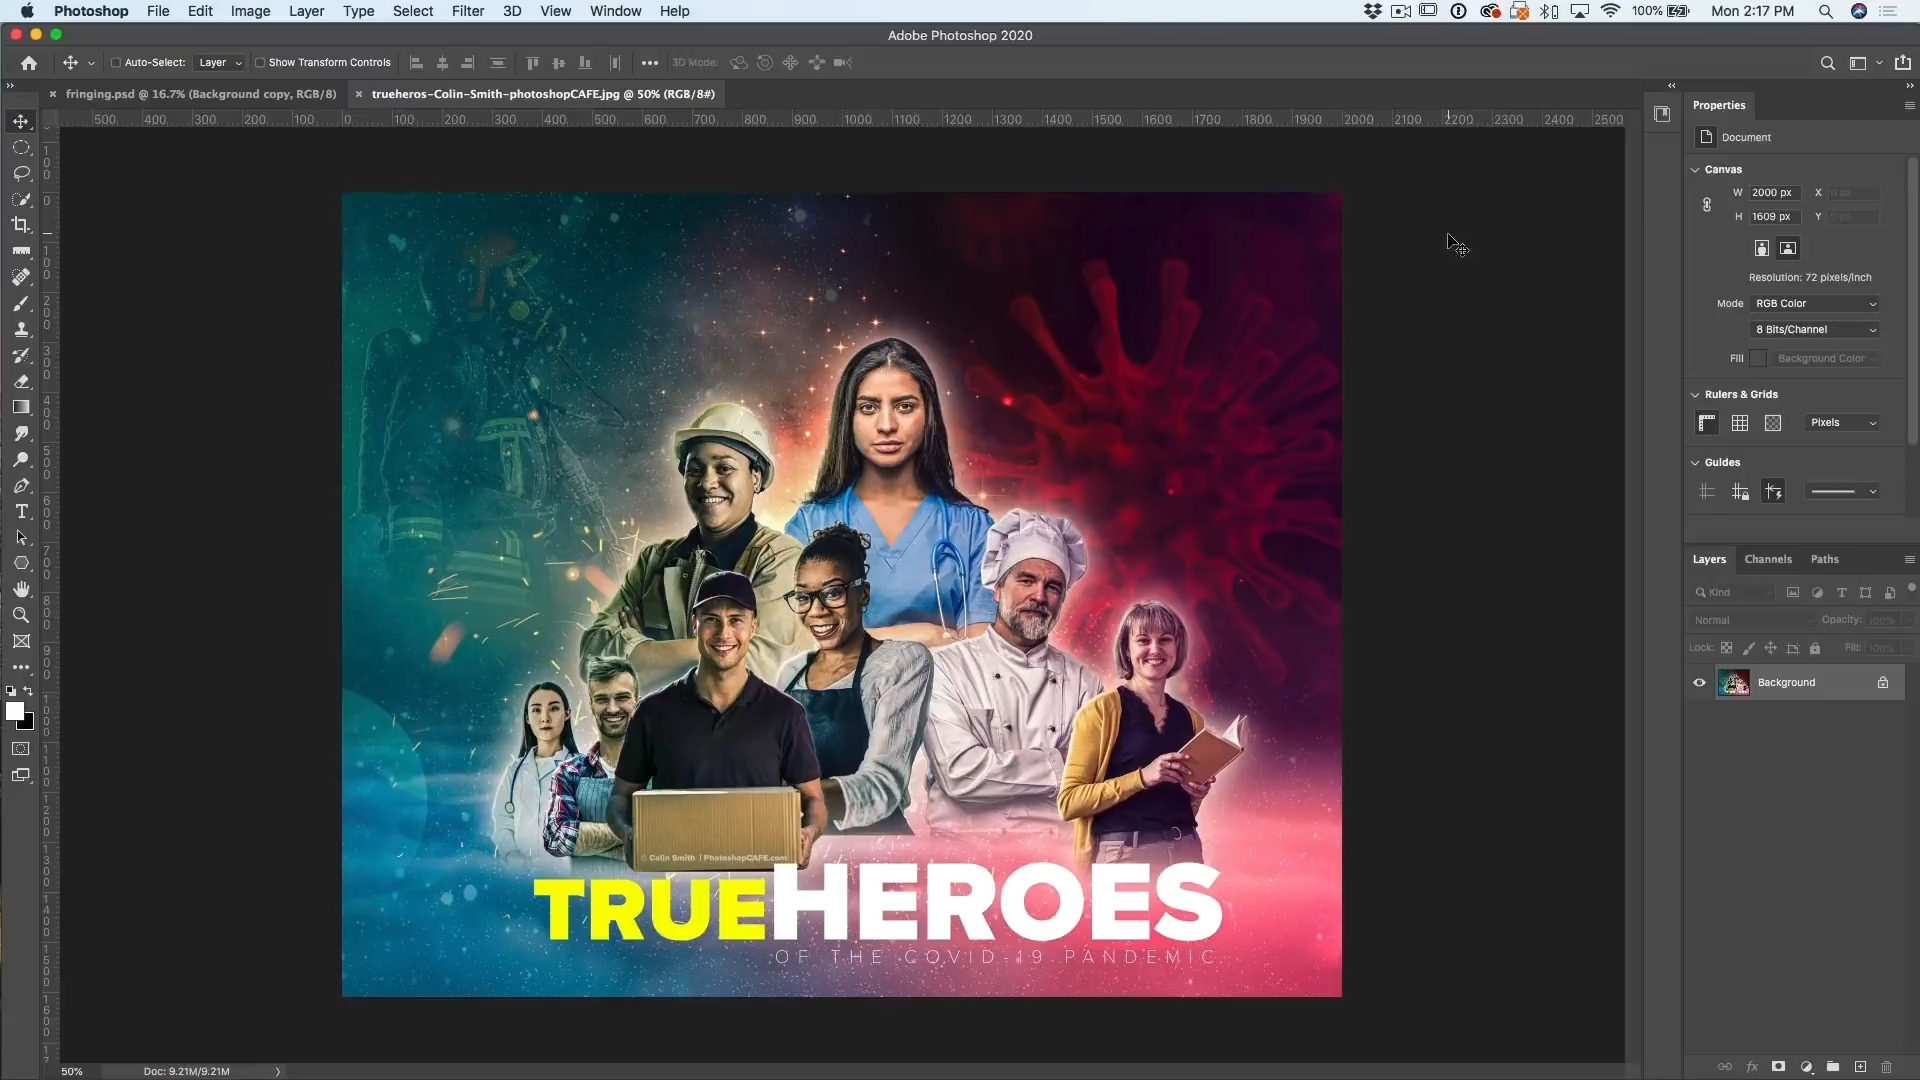 Photoshop File Edit Image Layer Type Select Filter 3D View Window Help 100% Mon 2:17 PM
Adobe Photoshop 2020
Auto-Select: Layer Show Transform Controls 3D Mode:
fringing.psd @ 16.7% (Background copy, RGB/8) trueheros-Colin-Smith-photoshopCAFE.jpg @ 50% (RGB/8#)
500 400 300 200 100 0 100 200 300 400 500 600 700 800 900 1000 1100 1200 1300 1400 1500 1600 1700 1800 1900 2000 2100 2200 2300 2400 2500
Properties
Document
Canvas
W 2000 px X 0 px
H 1609 px Y 0 px
Resolution: 72 pixels/inch
Mode RGB Color
8 Bits/Channel
Fill Background Color
Rulers & Grids
Pixels
Guides
Layers Channels Paths
Kind
Normal Opacity: 100%
Lock: Fill: 100%
Background
© Colin Smith | PhotoshopCAFE.com
TRUEHEROES
OF THE COVID-19 PANDEMIC
50% Doc: 9.21M/9.21M